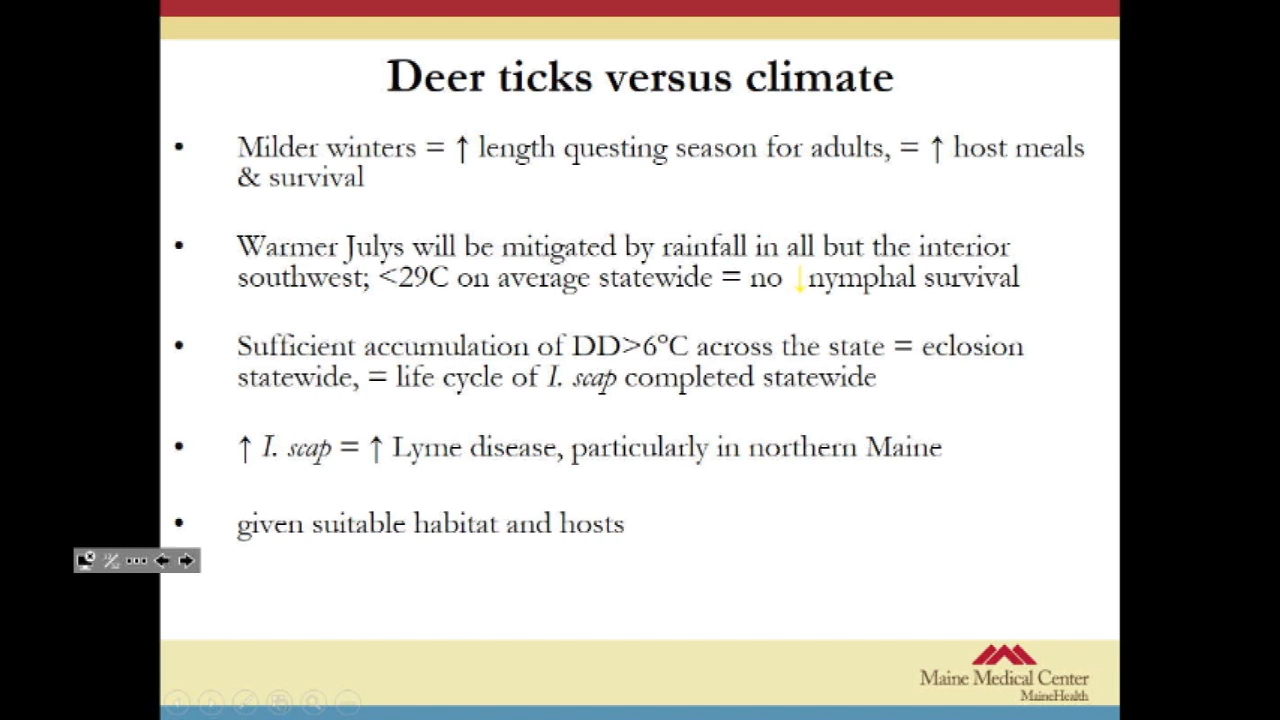 Deer ticks versus climate
• Milder winters = ↑ length questing season for adults, = ↑ host meals
& survival
• Warmer Julys will be mitigated by rainfall in all but the interior
southwest; <29C on average statewide = no ↓nymphal survival
• Sufficient accumulation of DD>6°C across the state = eclosion
statewide, = life cycle of I. scap completed statewide
• ↑ I. scap = ↑ Lyme disease, particularly in northern Maine
• given suitable habitat and hosts
Maine Medical Center
MaineHealth